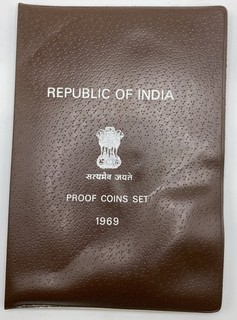 REPUBLIC OF INDIA
सत्यमेव जयते
PROOF COINS SET
1969